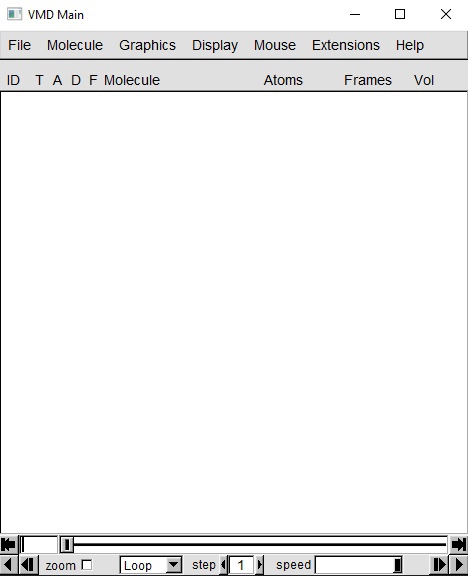 VMD Main
File Molecule Graphics Display Mouse Extensions Help
ID T A D F Molecule Atoms Frames Vol
zoom Loop step 1 speed